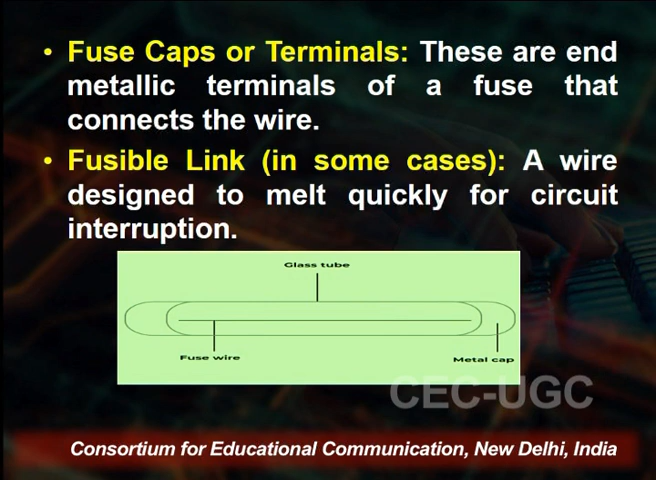 • Fuse Caps or Terminals: These are end
metallic terminals of a fuse that
connects the wire.
• Fusible Link (in some cases): A wire
designed to melt quickly for circuit
interruption.
Glass tube
Fuse wire
Metal cap
CEC-UGC
Consortium for Educational Communication, New Delhi, India